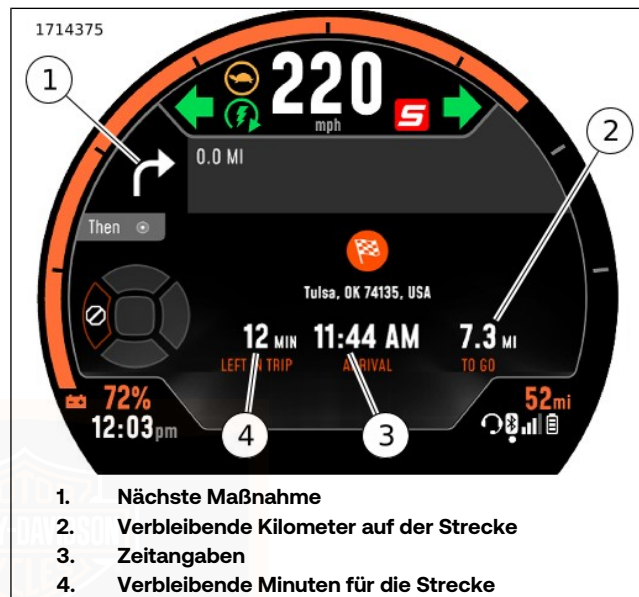 1714375
1
220
mph
2
0.0 MI
Then
Tulsa, OK 74135, USA
12 MIN 11:44 AM 7.3 MI
LEFT IN TRIP ARRIVAL TO GO
72% 52mi
12:03pm
4 3
1. Nächste Maßnahme
2. Verbleibende Kilometer auf der Strecke
3. Zeitangaben
4. Verbleibende Minuten für die Strecke